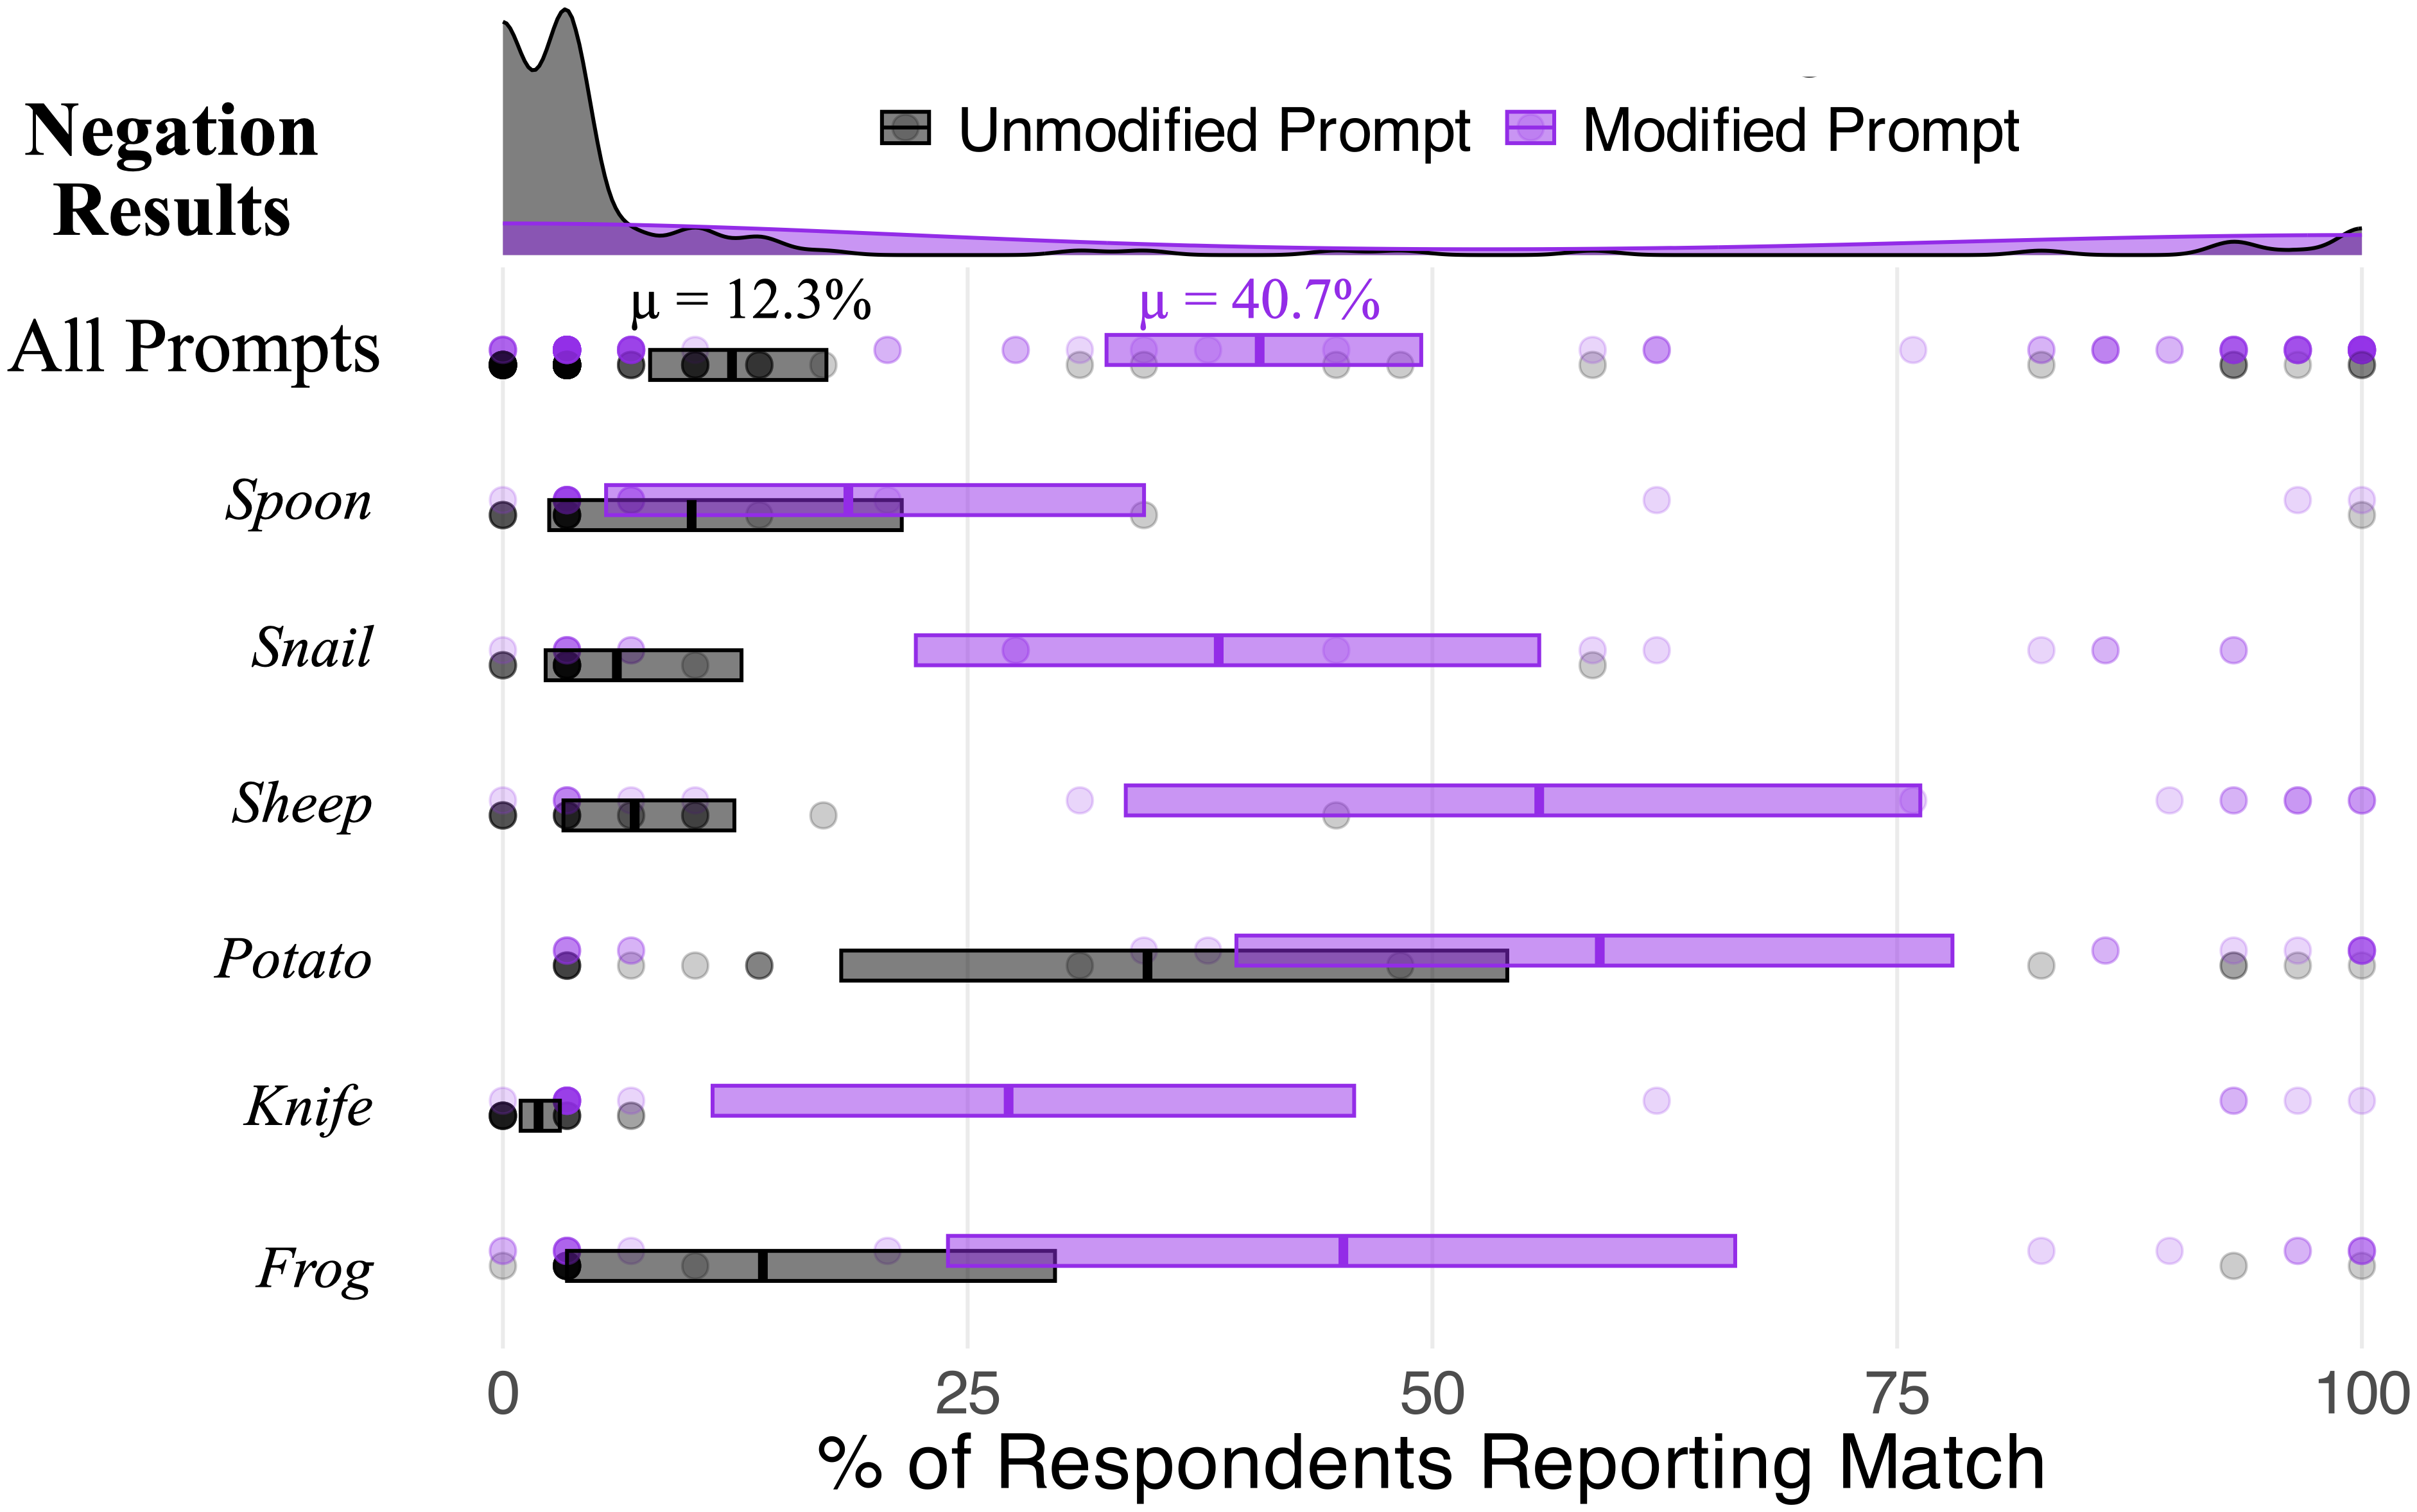 Negation
Results
Unmodified Prompt
Modified Prompt
μ = 12.3%
μ = 40.7%
All Prompts
Spoon
Snail
Sheep
Potato
Knife
Frog
0
25
50
75
100
% of Respondents Reporting Match